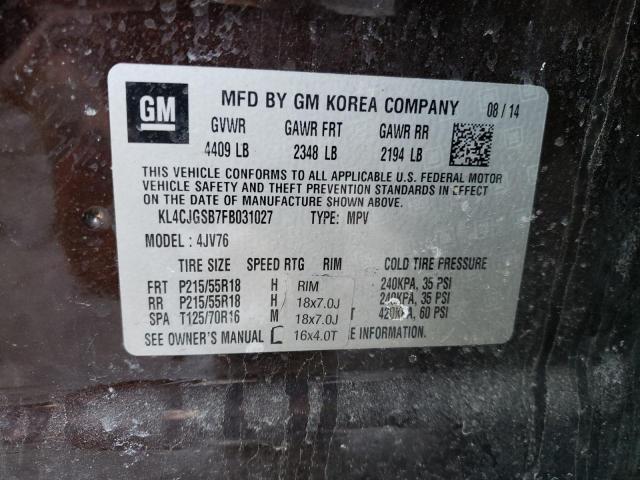 GM MFD BY GM KOREA COMPANY 08 / 14
GVWR GAWR FRT GAWR RR
4409 LB 2348 LB 2194 LB
THIS VEHICLE CONFORMS TO ALL APPLICABLE U.S. FEDERAL MOTOR
VEHICLE SAFETY AND THEFT PREVENTION STANDARDS IN EFFECT
ON THE DATE OF MANUFACTURE SHOWN ABOVE.
KL4CJGSB7FB031027 TYPE: MPV
MODEL : 4JV76
TIRE SIZE SPEED RTG RIM COLD TIRE PRESSURE
FRT P215/55R18 H RIM 240KPA, 35 PSI
RR P215/55R18 H 18x7.0J 240KPA, 35 PSI
SPA T125/70R16 M 18x7.0J T 420KPA, 60 PSI
SEE OWNER'S MANUAL 16x4.0T E INFORMATION.